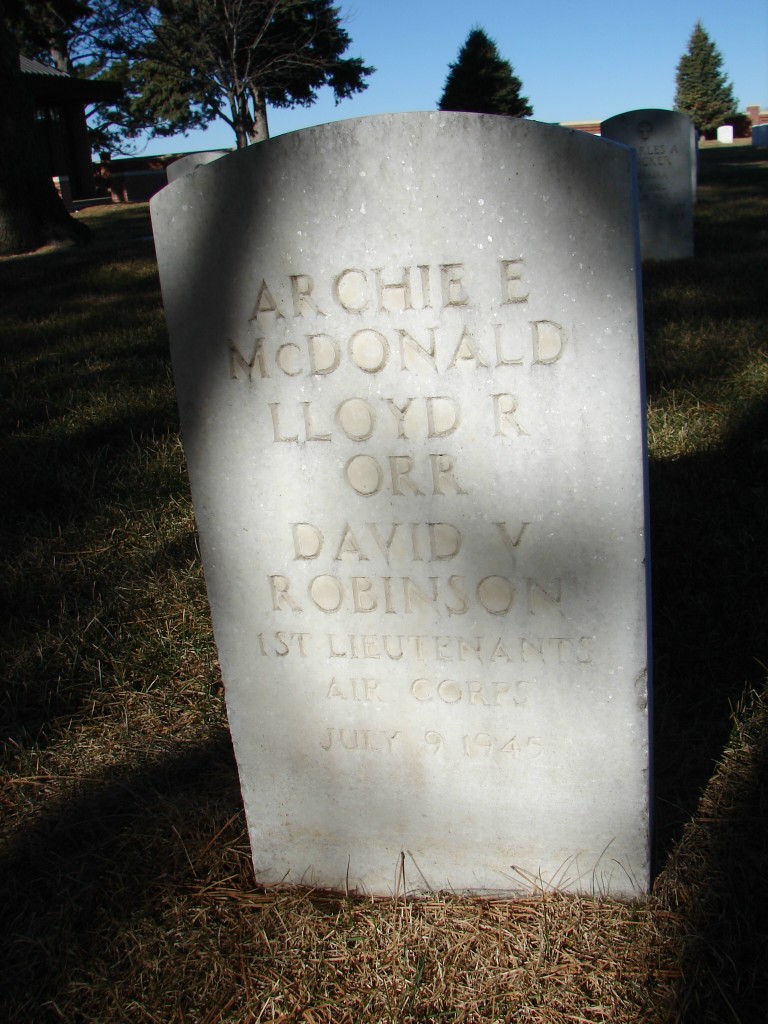 ARCHIE E
McDONALD
LLOYD R
ORR
DAVID V
ROBINSON
1ST LIEUTENANTS
AIR CORPS
JULY 9 1945